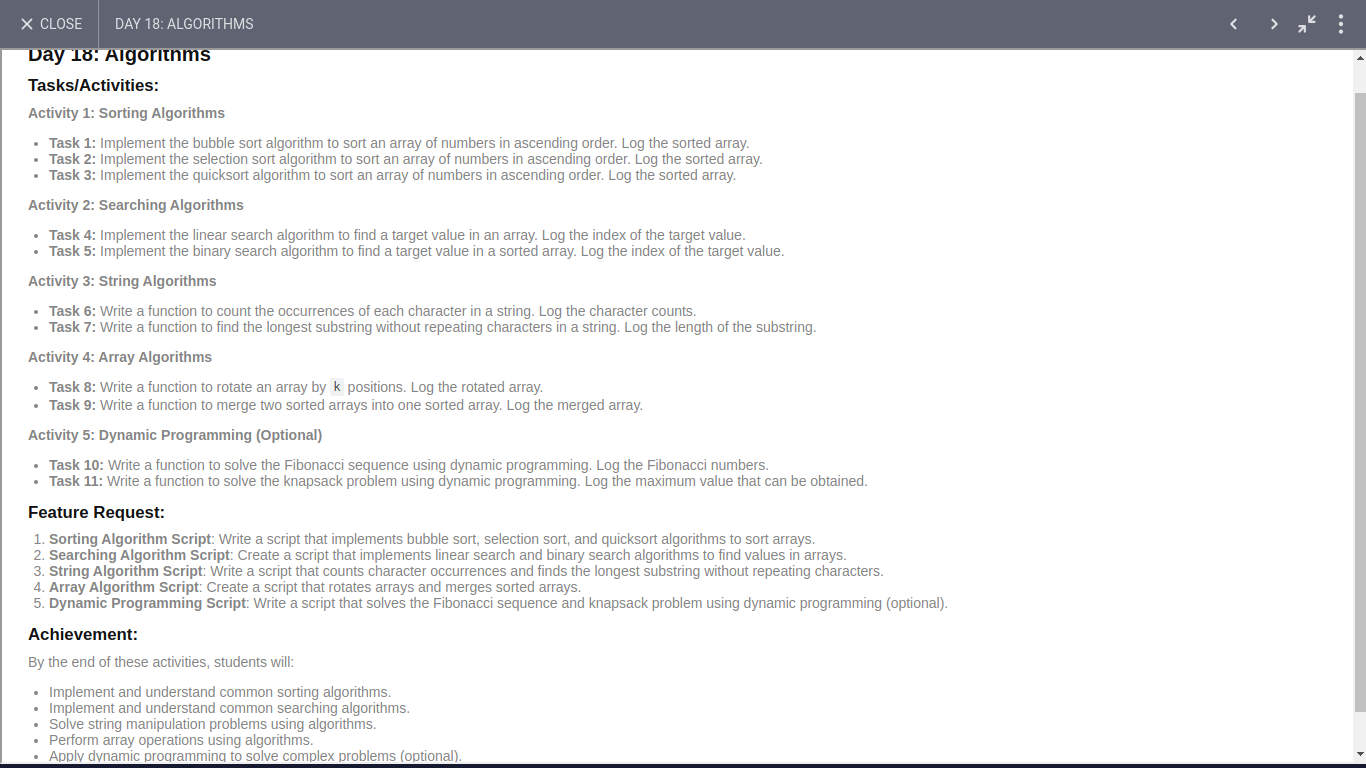 CLOSE DAY 18: ALGORITHMS
Day 18: Algorithms
Tasks/Activities:
Activity 1: Sorting Algorithms
• Task 1: Implement the bubble sort algorithm to sort an array of numbers in ascending order. Log the sorted array.
• Task 2: Implement the selection sort algorithm to sort an array of numbers in ascending order. Log the sorted array.
• Task 3: Implement the quicksort algorithm to sort an array of numbers in ascending order. Log the sorted array.
Activity 2: Searching Algorithms
• Task 4: Implement the linear search algorithm to find a target value in an array. Log the index of the target value.
• Task 5: Implement the binary search algorithm to find a target value in a sorted array. Log the index of the target value.
Activity 3: String Algorithms
• Task 6: Write a function to count the occurrences of each character in a string. Log the character counts.
• Task 7: Write a function to find the longest substring without repeating characters in a string. Log the length of the substring.
Activity 4: Array Algorithms
• Task 8: Write a function to rotate an array by k positions. Log the rotated array.
• Task 9: Write a function to merge two sorted arrays into one sorted array. Log the merged array.
Activity 5: Dynamic Programming (Optional)
• Task 10: Write a function to solve the Fibonacci sequence using dynamic programming. Log the Fibonacci numbers.
• Task 11: Write a function to solve the knapsack problem using dynamic programming. Log the maximum value that can be obtained.
Feature Request:
1. Sorting Algorithm Script: Write a script that implements bubble sort, selection sort, and quicksort algorithms to sort arrays.
2. Searching Algorithm Script: Create a script that implements linear search and binary search algorithms to find values in arrays.
3. String Algorithm Script: Write a script that counts character occurrences and finds the longest substring without repeating characters.
4. Array Algorithm Script: Create a script that rotates arrays and merges sorted arrays.
5. Dynamic Programming Script: Write a script that solves the Fibonacci sequence and knapsack problem using dynamic programming (optional).
Achievement:
By the end of these activities, students will:
• Implement and understand common sorting algorithms.
• Implement and understand common searching algorithms.
• Solve string manipulation problems using algorithms.
• Perform array operations using algorithms.
• Apply dynamic programming to solve complex problems (optional).